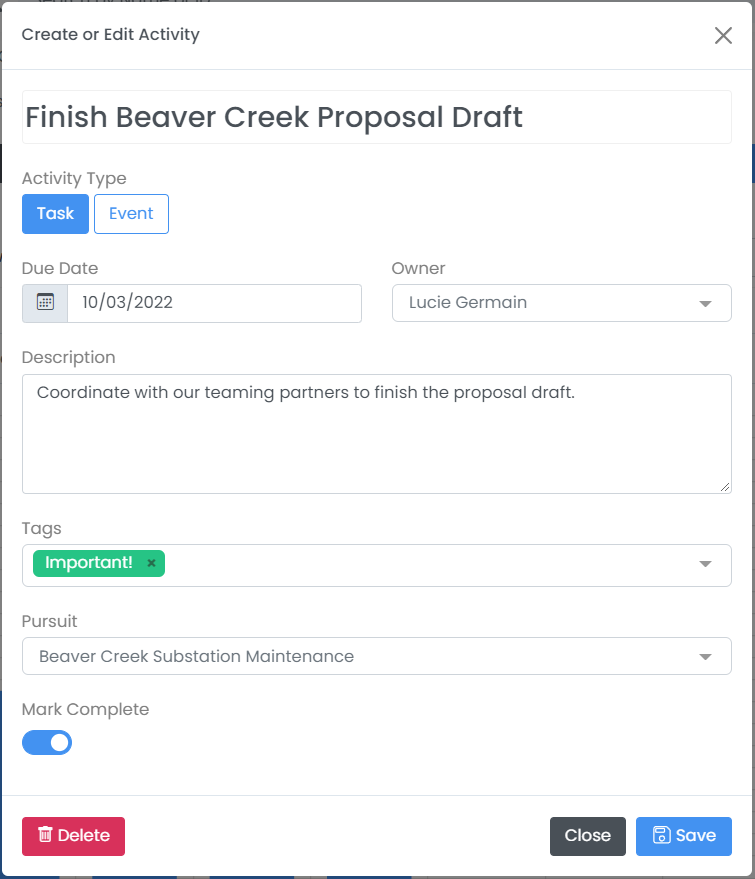 Create or Edit Activity
Finish Beaver Creek Proposal Draft
Activity Type
Task Event
Due Date Owner
10/03/2022 Lucie Germain
Description
Coordinate with our teaming partners to finish the proposal draft.
Tags
Important! ×
Pursuit
Beaver Creek Substation Maintenance
Mark Complete
Delete Close Save